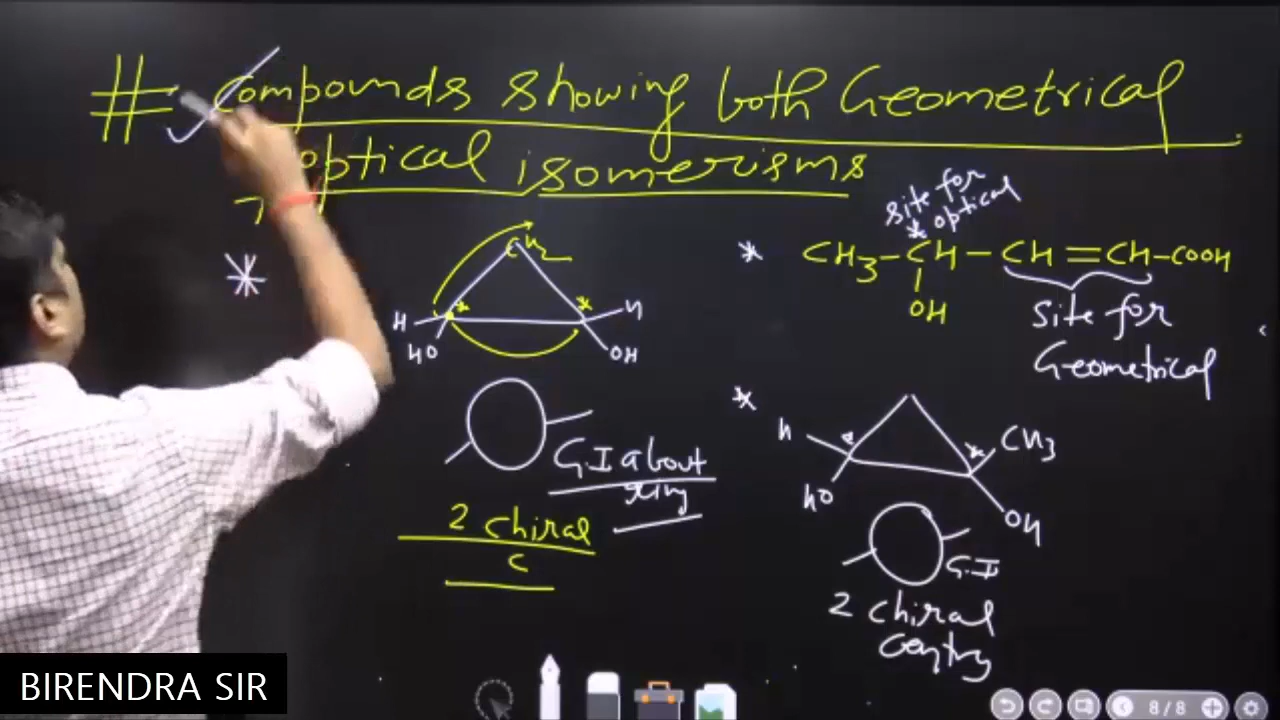 # Compounds showing both Geometrical
optical isomerisms
*
CH2
*
*
H
HO
H
OH
G.I about
ring
2 chiral
C
site for
* optical
* CH3-CH-CH=CH-COOH
OH
site for
Geometrical
*
H
HO
*
CH3
OH
G.I
2 chiral
BIRENDRA SIR
8/8